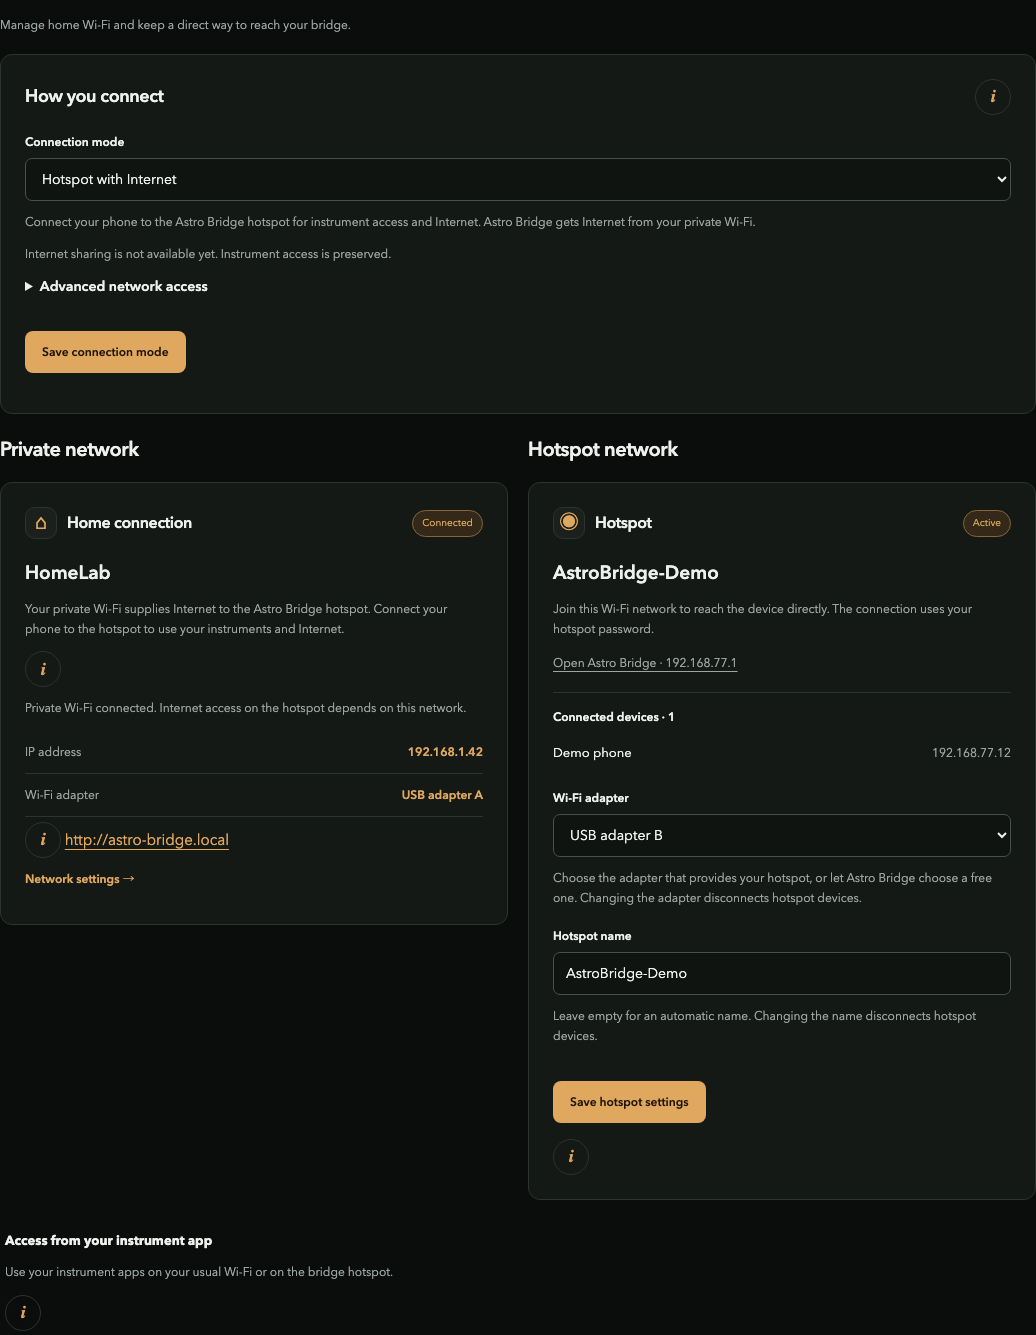 Manage home Wi-Fi and keep a direct way to reach your bridge.
How you connect
i
Connection mode
Hotspot with Internet
Connect your phone to the Astro Bridge hotspot for instrument access and Internet. Astro Bridge gets Internet from your private Wi-Fi.
Internet sharing is not available yet. Instrument access is preserved.
Advanced network access
Save connection mode
Private network
Home connection
Connected
HomeLab
Your private Wi-Fi supplies Internet to the Astro Bridge hotspot. Connect your
phone to the hotspot to use your instruments and Internet.
i
Private Wi-Fi connected. Internet access on the hotspot depends on this network.
IP address 192.168.1.42
Wi-Fi adapter USB adapter A
i http://astro-bridge.local
Network settings →
Hotspot network
Hotspot
Active
AstroBridge-Demo
Join this Wi-Fi network to reach the device directly. The connection uses your
hotspot password.
Open Astro Bridge · 192.168.77.1
Connected devices · 1
Demo phone 192.168.77.12
Wi-Fi adapter
USB adapter B
Choose the adapter that provides your hotspot, or let Astro Bridge choose a free
one. Changing the adapter disconnects hotspot devices.
Hotspot name
AstroBridge-Demo
Leave empty for an automatic name. Changing the name disconnects hotspot
devices.
Save hotspot settings
i
Access from your instrument app
Use your instrument apps on your usual Wi-Fi or on the bridge hotspot.
i